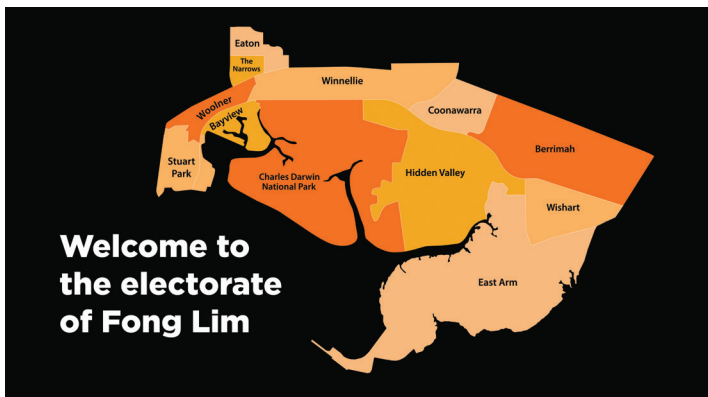 Eaton
The
Narrows
Winnellie
Woolner
Bayview
Coonawarra
Stuart
Park
Charles Darwin
National Park
Hidden Valley
Berrimah
Wishart
East Arm
Welcome to
the electorate
of Fong Lim